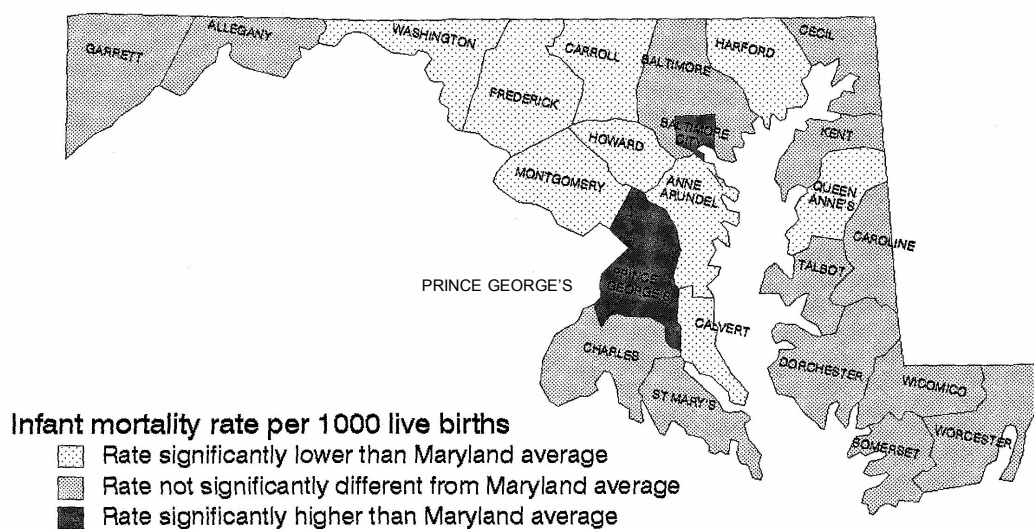 GARRETT
ALLEGANY
WASHINGTON
FREDERICK
CARROLL
BALTIMORE
HARFORD
CECIL
BALTIMORE
CITY
HOWARD
MONTGOMERY
ANNE
ARUNDEL
KENT
QUEEN
ANNE'S
CAROLINE
TALBOT
PRINCE GEORGE'S
PRINCE
GEORGE'S
CALVERT
CHARLES
ST MARY'S
DORCHESTER
WICOMICO
SOMERSET
WORCESTER
Infant mortality rate per 1000 live births
Rate significantly lower than Maryland average
Rate not significantly different from Maryland average
Rate significantly higher than Maryland average